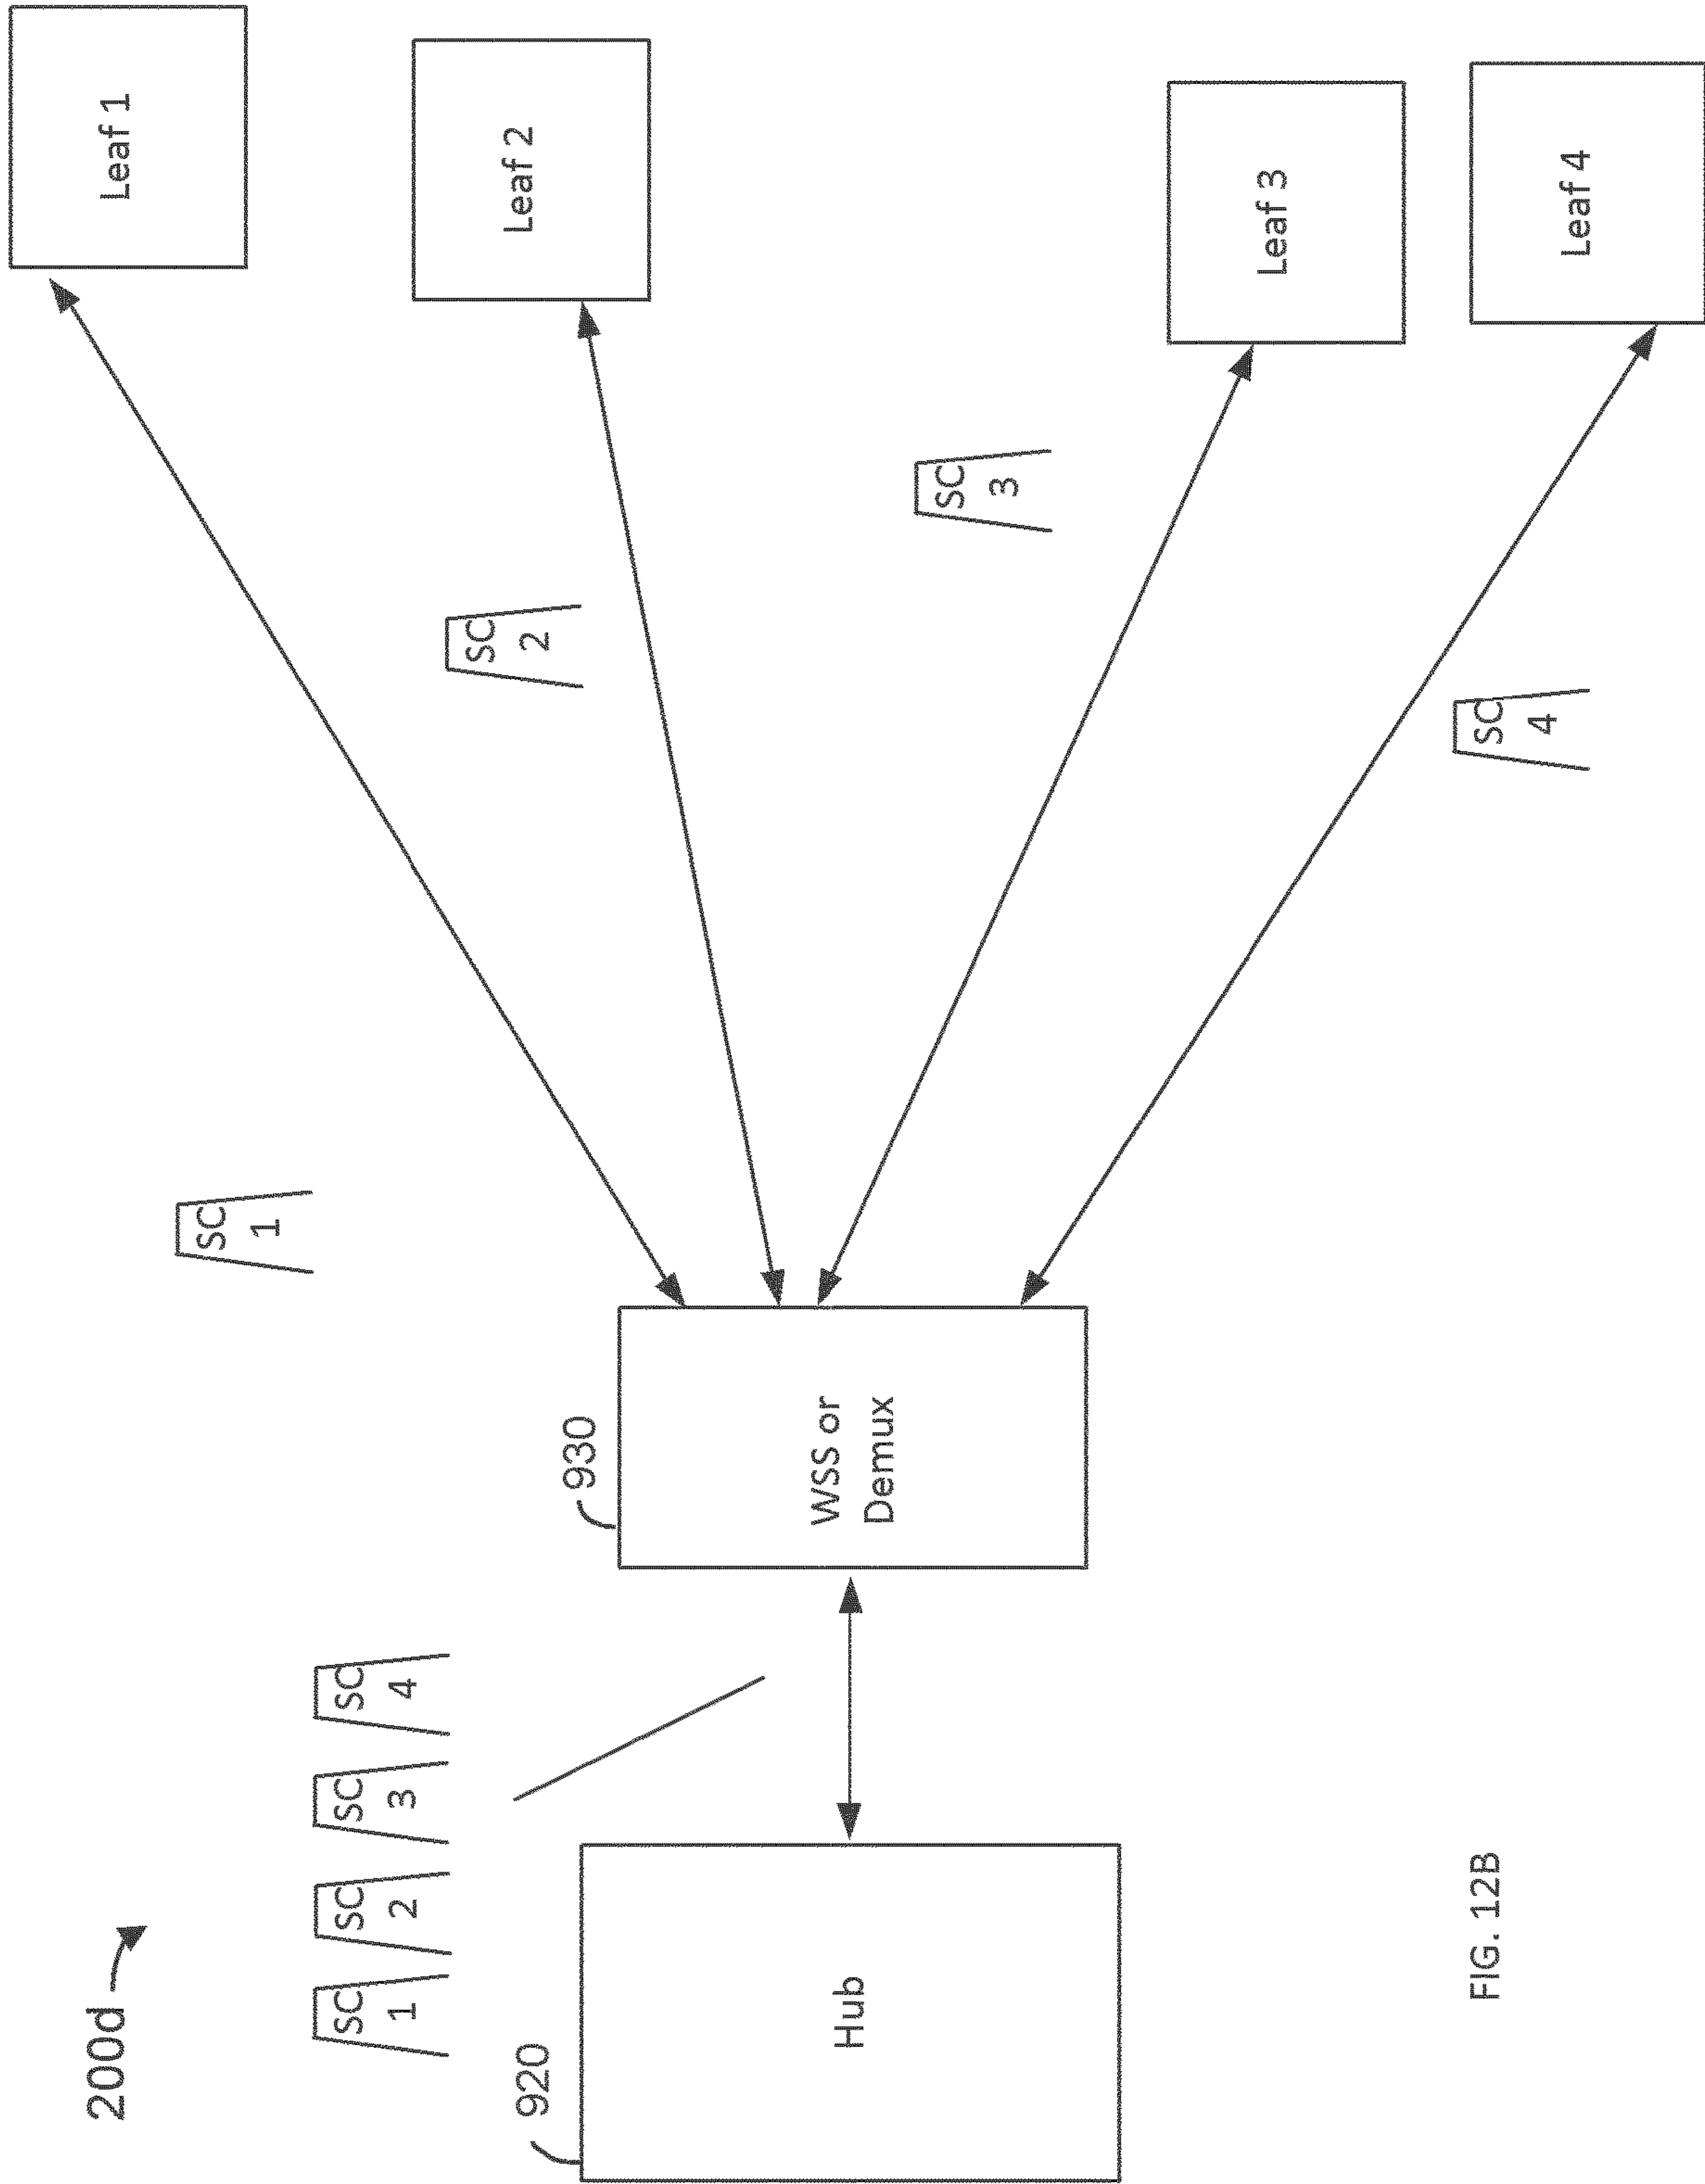 200d
SC
1
SC
2
SC
3
SC
4
920
Hub
930
WSS or
Demux
SC
1
SC
2
SC
3
SC
4
Leaf 1
Leaf 2
Leaf 3
Leaf 4
FIG. 12B